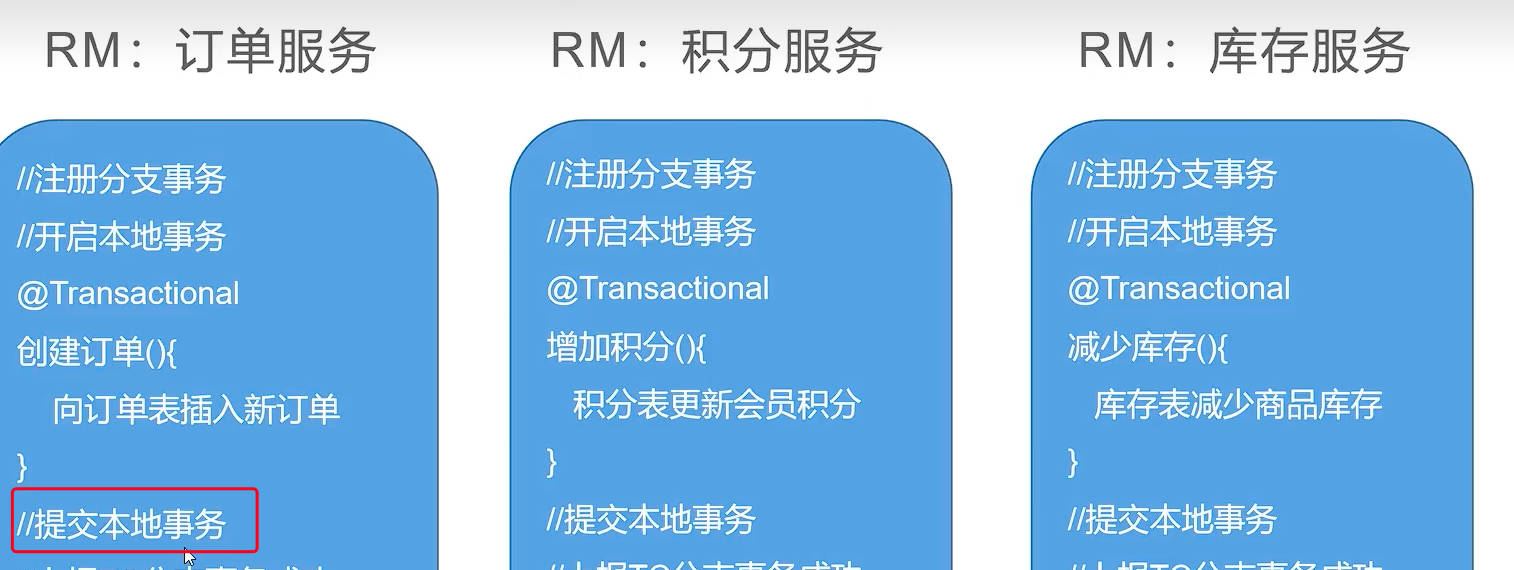 RM：订单服务
//注册分支事务
//开启本地事务
@Transactional
创建订单(){
向订单表插入新订单
}
//提交本地事务
RM：积分服务
//注册分支事务
//开启本地事务
@Transactional
增加积分(){
积分表更新会员积分
}
//提交本地事务
RM：库存服务
//注册分支事务
//开启本地事务
@Transactional
减少库存(){
库存表减少商品库存
}
//提交本地事务